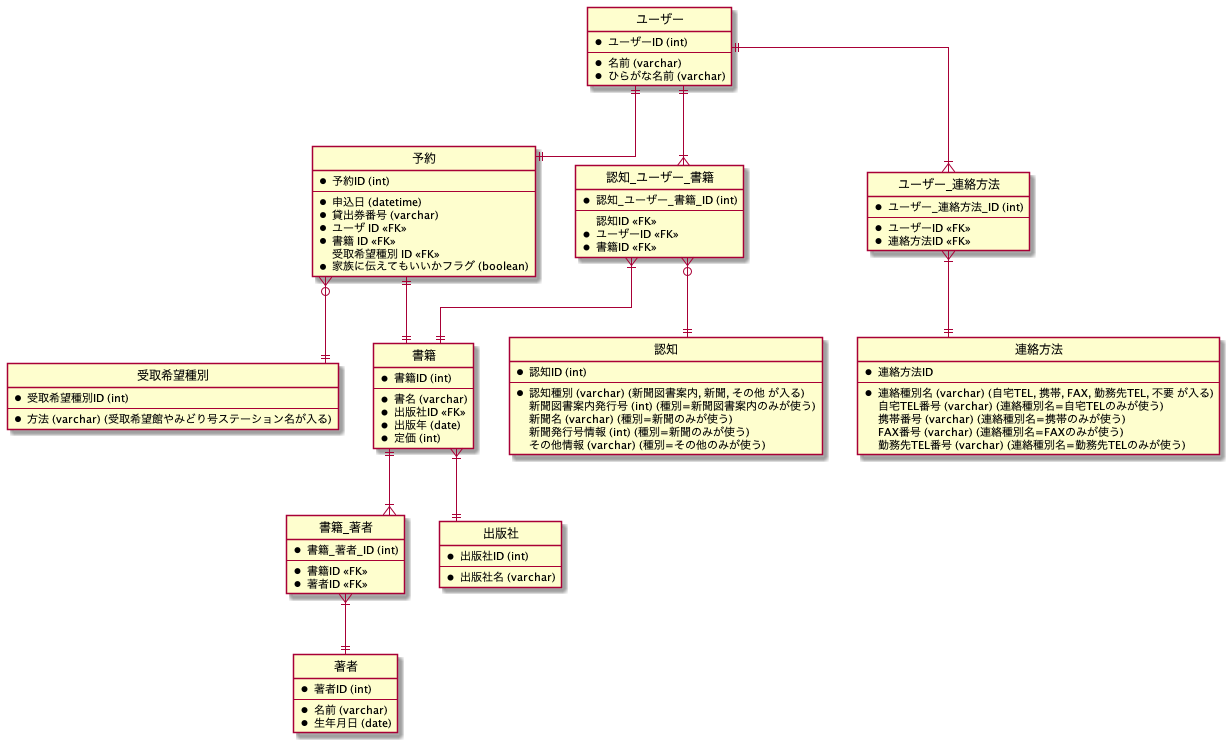 ユーザー
● ユーザーID (int)
● 名前 (varchar)
● ひらがな名前 (varchar)
予約
● 予約ID (int)
● 申込日 (datetime)
● 貸出券番号 (varchar)
● ユーザ ID «FK»
● 書籍 ID «FK»
受取希望種別 ID «FK»
● 家族に伝えてもいいかフラグ (boolean)
認知_ユーザー_書籍
● 認知_ユーザー_書籍_ID (int)
認知ID «FK»
● ユーザーID «FK»
● 書籍ID «FK»
ユーザー_連絡方法
● ユーザー_連絡方法_ID (int)
● ユーザーID «FK»
● 連絡方法ID «FK»
受取希望種別
● 受取希望種別ID (int)
● 方法 (varchar) (受取希望館やみどり号ステーション名が入る)
書籍
● 書籍ID (int)
● 書名 (varchar)
● 出版社ID «FK»
● 出版年 (date)
● 定価 (int)
認知
● 認知ID (int)
● 認知種別 (varchar) (新聞図書案内, 新聞, その他 が入る)
新聞図書案内発行号 (int) (種別=新聞図書案内のみが使う)
新聞名 (varchar) (種別=新聞のみが使う)
新聞発行号情報 (int) (種別=新聞のみが使う)
その他情報 (varchar) (種別=その他のみが使う)
連絡方法
● 連絡方法ID
● 連絡種別名 (varchar) (自宅TEL, 携帯, FAX, 勤務先TEL, 不要 が入る)
自宅TEL番号 (varchar) (連絡種別名=自宅TELのみが使う)
携帯番号 (varchar) (連絡種別名=携帯のみが使う)
FAX番号 (varchar) (連絡種別名=FAXのみが使う)
勤務先TEL番号 (varchar) (連絡種別名=勤務先TELのみが使う)
書籍_著者
● 書籍_著者_ID (int)
● 書籍ID «FK»
● 著者ID «FK»
出版社
● 出版社ID (int)
● 出版社名 (varchar)
著者
● 著者ID (int)
● 名前 (varchar)
● 生年月日 (date)